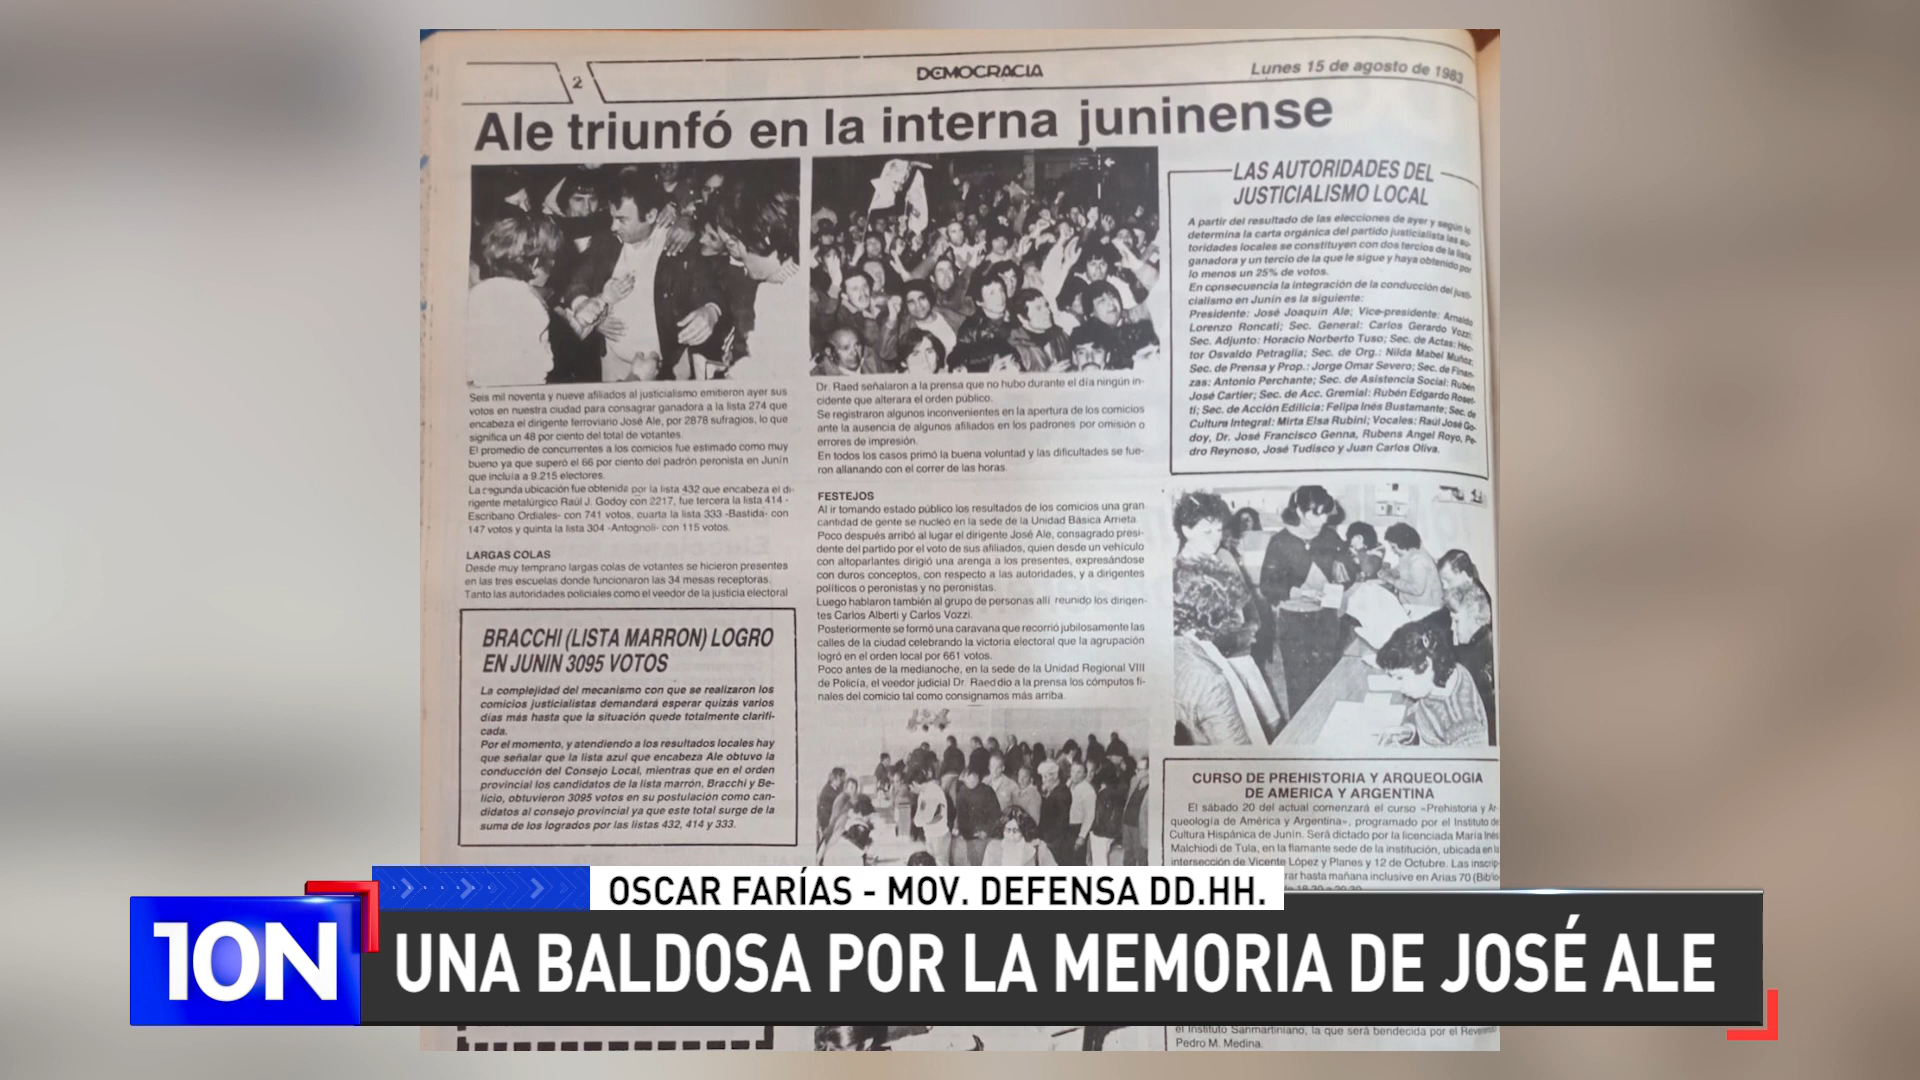 2
DEMOCRACIA
Lunes 15 de agosto de 1983
Ale triunfó en la interna juninense
Seis mil noventa y nueve afiliados al justicialismo emitieron ayer sus
votos en nuestra ciudad para consagrar ganadora a la lista 274 que
encabeza el dirigente ferroviario José Ale, por 2878 sufragios, lo que
significa un 48 por ciento del total de votantes.
El promedio de concurrentes a los comicios fue estimado como muy
bueno ya que superó el 66 por ciento del padrón peronista en Junín
que incluía a 9.215 electores.
La segunda ubicación fue obtenida por la lista 432 que encabeza el di-
rigente metalúrgico Raúl J. Godoy con 2217, fue tercera la lista 414 -
Escribano Ordiales- con 741 votos, cuarta la lista 333 -Bastida- con
147 votos y quinta la lista 304 -Antognoli- con 115 votos.
LARGAS COLAS
Desde muy temprano largas colas de votantes se hicieron presentes
en las tres escuelas donde funcionaron las 34 mesas receptoras.
Tanto las autoridades policiales como el veedor de la justicia electoral
BRACCHI (LISTA MARRON) LOGRO
EN JUNIN 3095 VOTOS
La complejidad del mecanismo con que se realizaron los
comicios justicialistas demandará esperar quizás varios
días más hasta que la situación quede totalmente clarifi-
cada.
Por el momento, y atendiendo a los resultados locales hay
que señalar que la lista azul que encabeza Ale obtuvo la
conducción del Consejo Local, mientras que en el orden
provincial los candidatos de la lista marrón, Bracchi y Be-
licio, obtuvieron 3095 votos en su postulación como can-
didatos al consejo provincial ya que este total surge de la
suma de los logrados por las listas 432, 414 y 333.
Dr. Raed señalaron a la prensa que no hubo durante el día ningún in-
cidente que alterara el orden público.
Se registraron algunos inconvenientes en la apertura de los comicios
ante la ausencia de algunos afiliados en los padrones por omisión o
errores de impresión.
En todos los casos primó la buena voluntad y las dificultades se fue-
ron allanando con el correr de las horas.
FESTEJOS
Al ir tomando estado público los resultados de los comicios una gran
cantidad de gente se nucleó en la sede de la Unidad Básica Arrieta.
Poco después arribó al lugar el dirigente José Ale, consagrado presi-
dente del partido por el voto de sus afiliados, quien desde un vehículo
con altoparlantes dirigió una arenga a los presentes, expresándose
con duros conceptos, con respecto a las autoridades, y a dirigentes
políticos o peronistas y no peronistas.
Luego hablaron también al grupo de personas allí reunido los dirigen-
tes Carlos Alberti y Carlos Vozzi.
Posteriormente se formó una caravana que recorrió jubilosamente las
calles de la ciudad celebrando la victoria electoral que la agrupación
logró en el orden local por 661 votos.
Poco antes de la medianoche, en la sede de la Unidad Regional VIII
de Policía, el veedor judicial Dr. Raed dio a la prensa los cómputos fi-
nales del comicio tal como consignamos más arriba.
LAS AUTORIDADES DEL
JUSTICIALISMO LOCAL
A partir del resultado de las elecciones de ayer y según lo
determina la carta orgánica del partido justicialista las au-
toridades locales se constituyen con dos tercios de la lista
ganadora y un tercio de la que le sigue y haya obtenido por
lo menos un 25% de votos.
En consecuencia la integración de la conducción del justi-
cialismo en Junín es la siguiente:
Presidente: José Joaquín Ale; Vice-presidente: Arnaldo
Lorenzo Roncati; Sec. General: Carlos Gerardo Vozzi;
Sec. Adjunto: Horacio Norberto Tuso; Sec. de Actas: Héc-
tor Osvaldo Petraglia; Sec. de Org.: Nilda Mabel Muñoz;
Sec. de Prensa y Prop.: Jorge Omar Severo; Sec. de Finan-
zas: Antonio Perchante; Sec. de Asistencia Social: Rubén
José Cartier; Sec. de Acc. Gremial: Rubén Edgardo Roset-
ti; Sec. de Acción Edilicia: Felipa Inés Bustamante; Sec. de
Cultura Integral: Mirta Elsa Rubini; Vocales: Raúl José Go-
doy, Dr. José Francisco Genna, Rubens Angel Royo, Pe-
dro Reynoso, José Tudisco y Juan Carlos Oliva.
CURSO DE PREHISTORIA Y ARQUEOLOGIA
DE AMERICA Y ARGENTINA
El sábado 20 del actual comenzará el curso «Prehistoria y Ar-
queología de América y Argentina», programado por el Instituto de
Cultura Hispánica de Junín. Será dictado por la licenciada María Inés
Malchiodi de Tula, en la flamante sede de la institución, ubicada en la
intersección de Vicente López y Planes y 12 de Octubre. Las inscrip-
rar hasta mañana inclusive en Arias 70 (Biblio-
el Instituto Sanmartiniano, la que será bendecida por el Reverendo
Pedro M. Medina.
OSCAR FARÍAS - MOV. DEFENSA DD.HH.
10N
UNA BALDOSA POR LA MEMORIA DE JOSÉ ALE